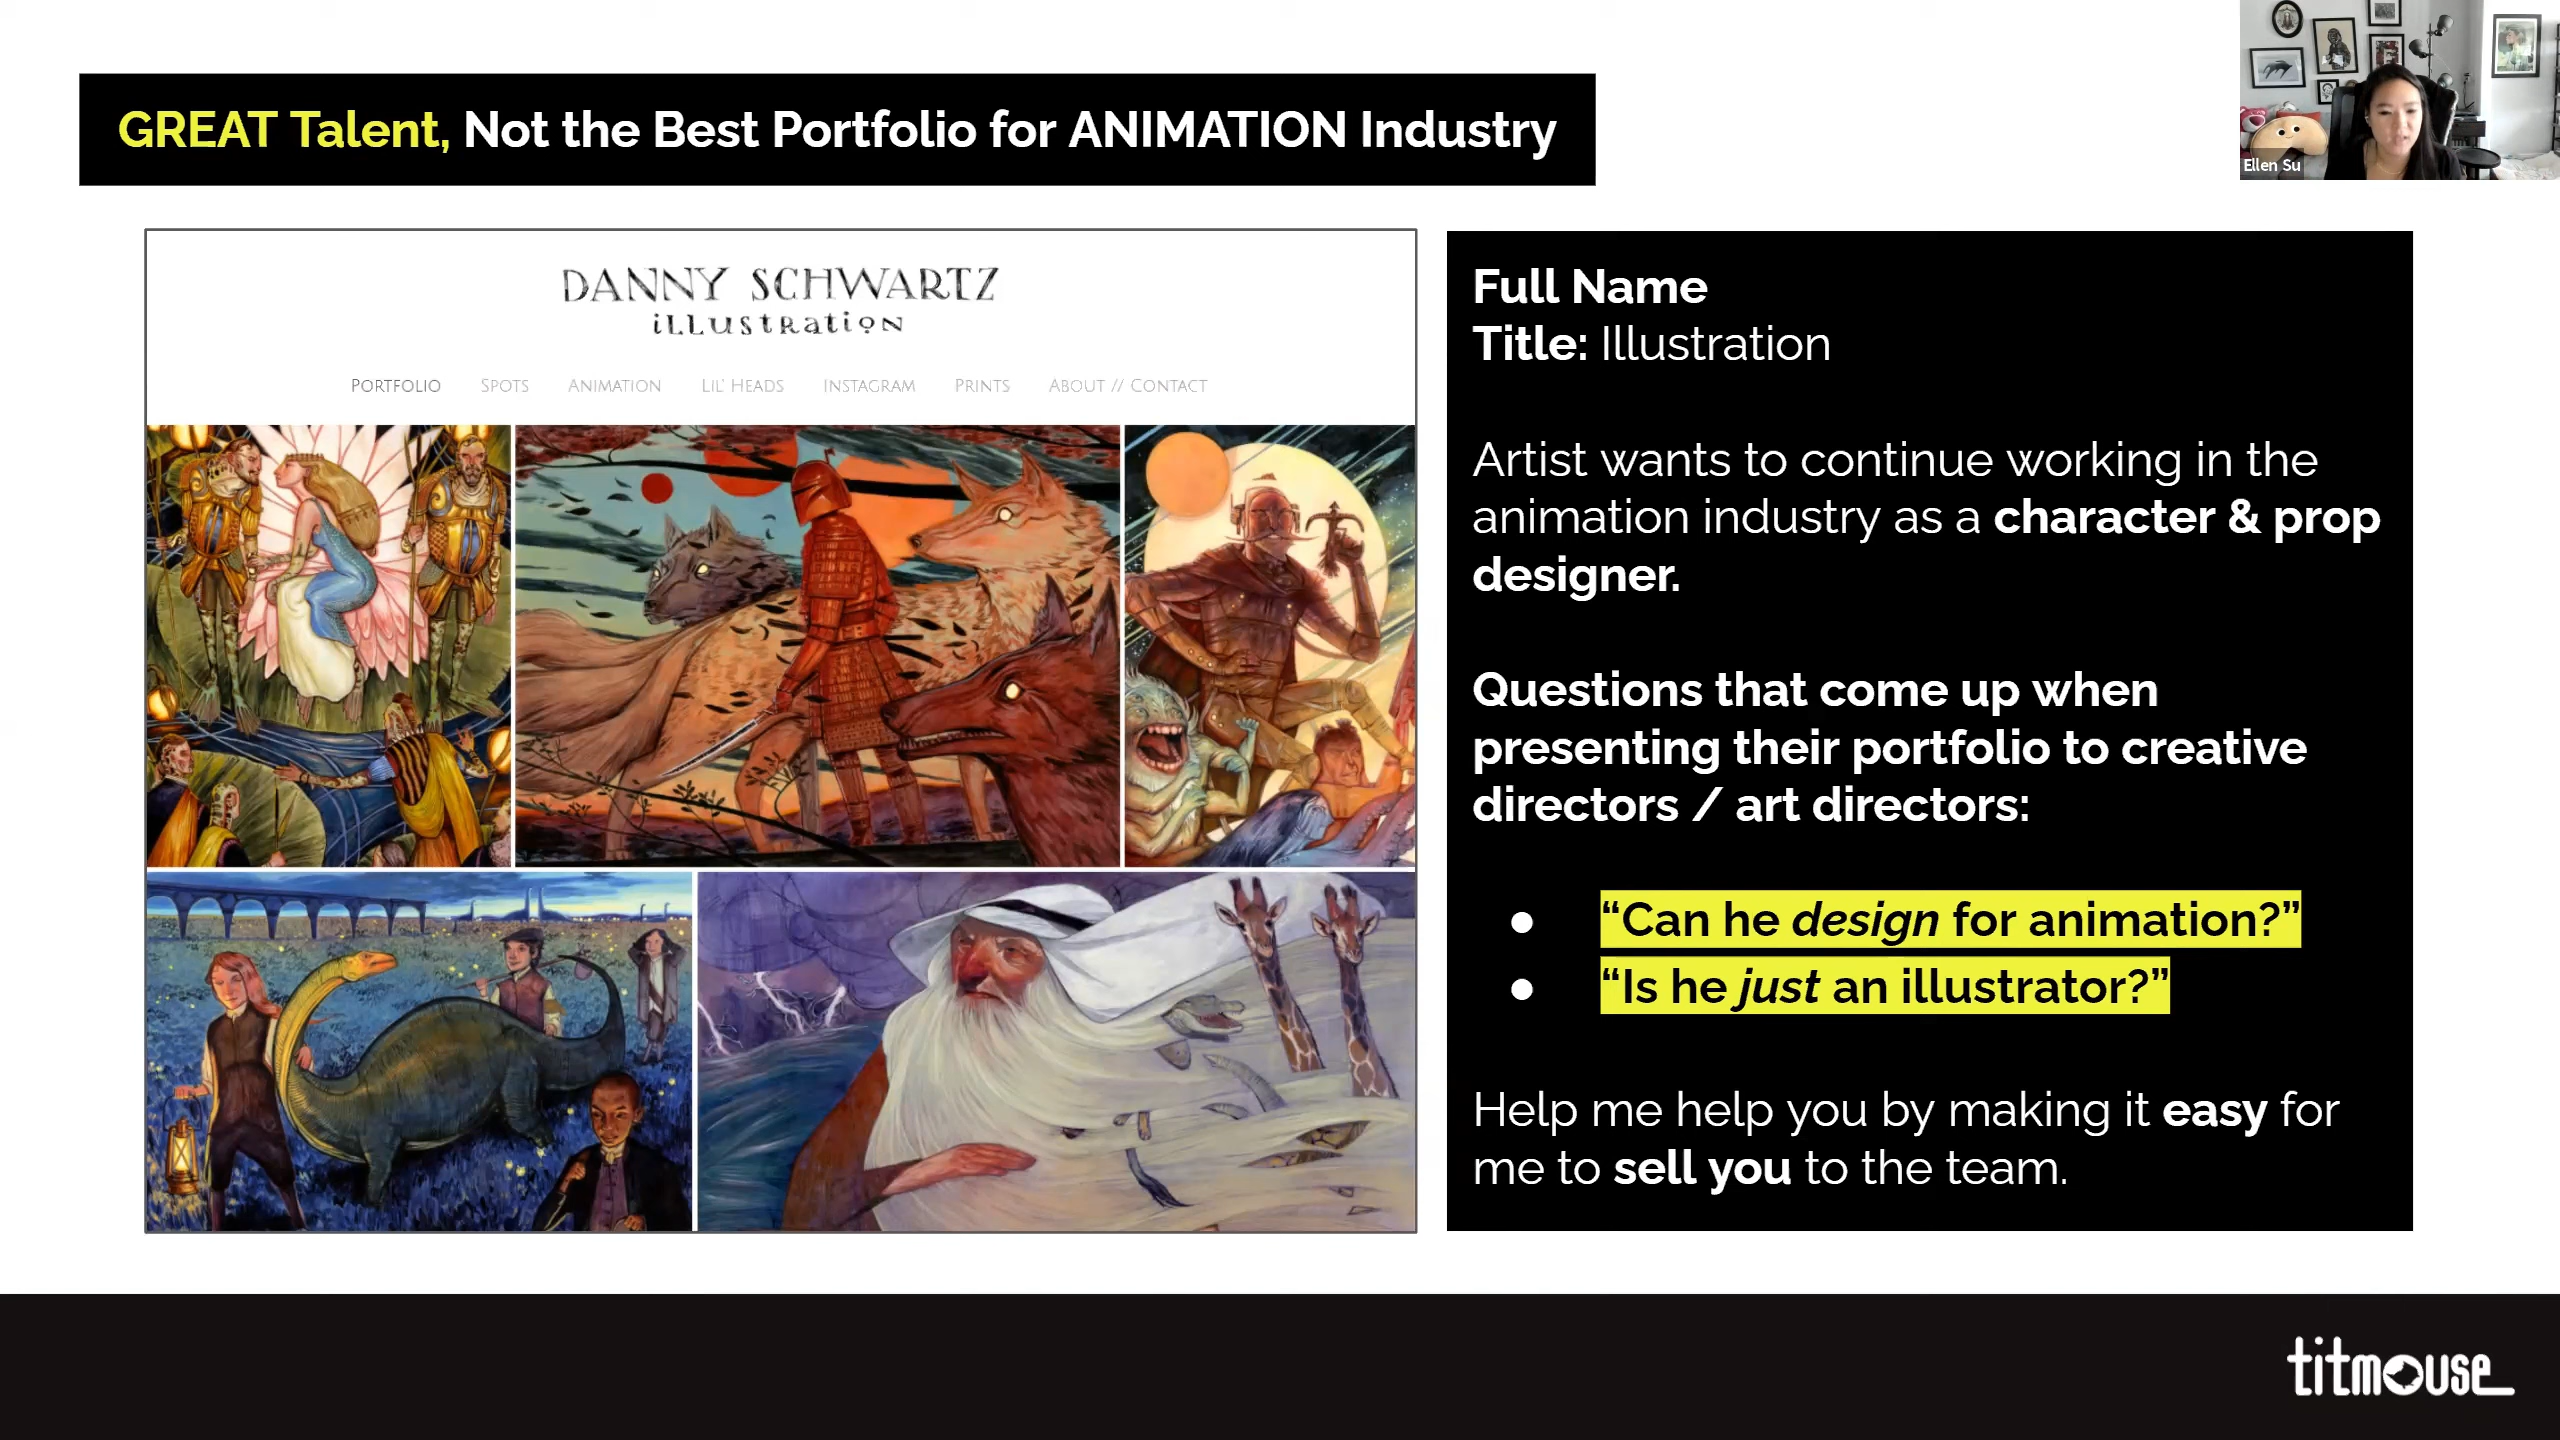 GREAT Talent, Not the Best Portfolio for ANIMATION Industry
Ellen Su
DANNY SCHWARTZ
iLLustRation
PORTFOLIO SPOTS ANIMATION LIL' HEADS INSTAGRAM PRINTS ABOUT // CONTACT
Full Name
Title: Illustration
Artist wants to continue working in the
animation industry as a character & prop
designer.
Questions that come up when
presenting their portfolio to creative
directors / art directors:
● “Can he design for animation?”
● “Is he just an illustrator?”
Help me help you by making it easy for
me to sell you to the team.
titmouse